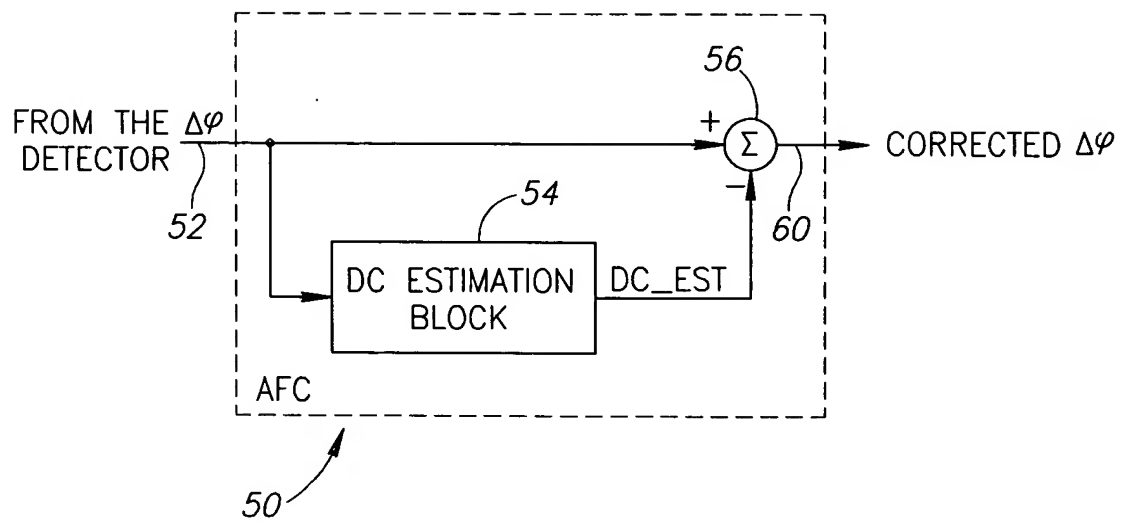 56
FROM THE Δφ
DETECTOR
+
Σ
CORRECTED Δφ
−
52
54
60
DC ESTIMATION
BLOCK
DC_EST
AFC
50